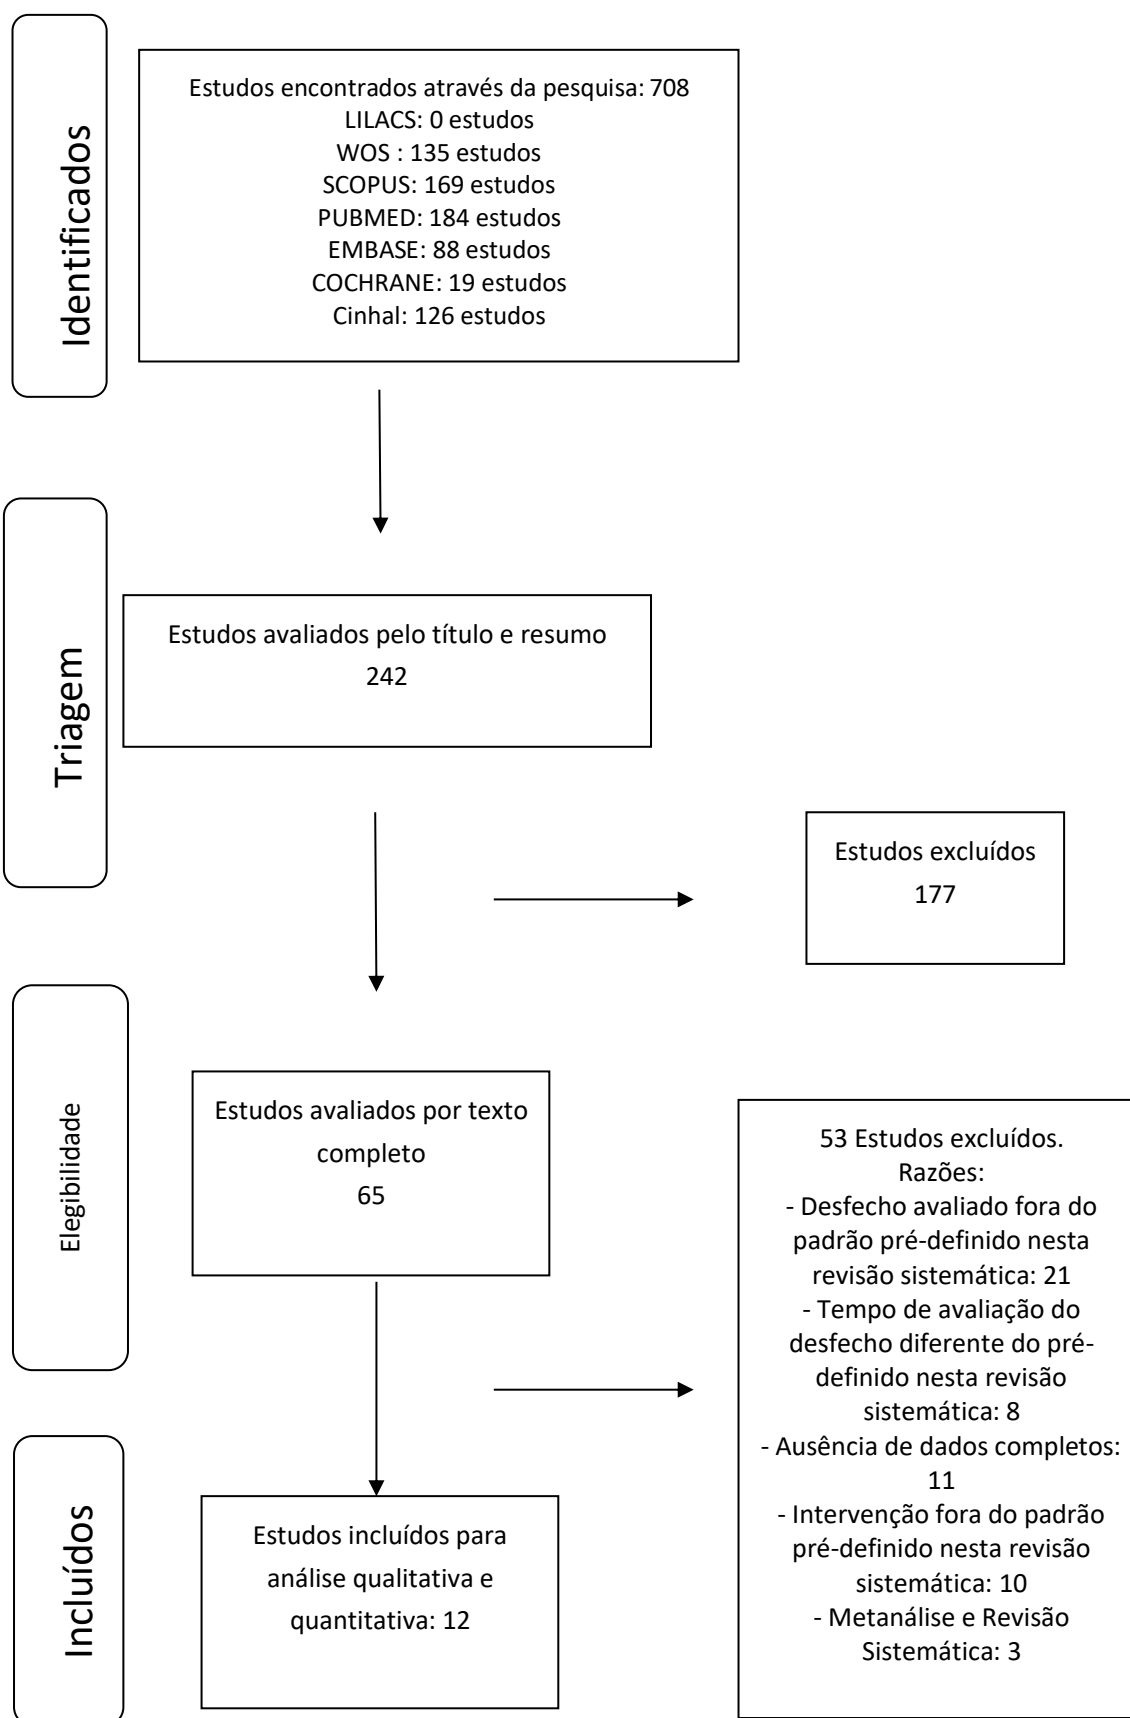 Identificados
Estudos encontrados através da pesquisa: 708
LILACS: 0 estudos
WOS : 135 estudos
SCOPUS: 169 estudos
PUBMED: 184 estudos
EMBASE: 88 estudos
COCHRANE: 19 estudos
Cinhal: 126 estudos
Triagem
Estudos avaliados pelo título e resumo
242
Estudos excluídos
177
Elegibilidade
Estudos avaliados por texto
completo
65
53 Estudos excluídos.
Razões:
- Desfecho avaliado fora do
padrão pré-definido nesta
revisão sistemática: 21
- Tempo de avaliação do
desfecho diferente do pré-
definido nesta revisão
sistemática: 8
- Ausência de dados completos:
11
- Intervenção fora do padrão
pré-definido nesta revisão
sistemática: 10
- Metanálise e Revisão
Sistemática: 3
Incluídos
Estudos incluídos para
análise qualitativa e
quantitativa: 12